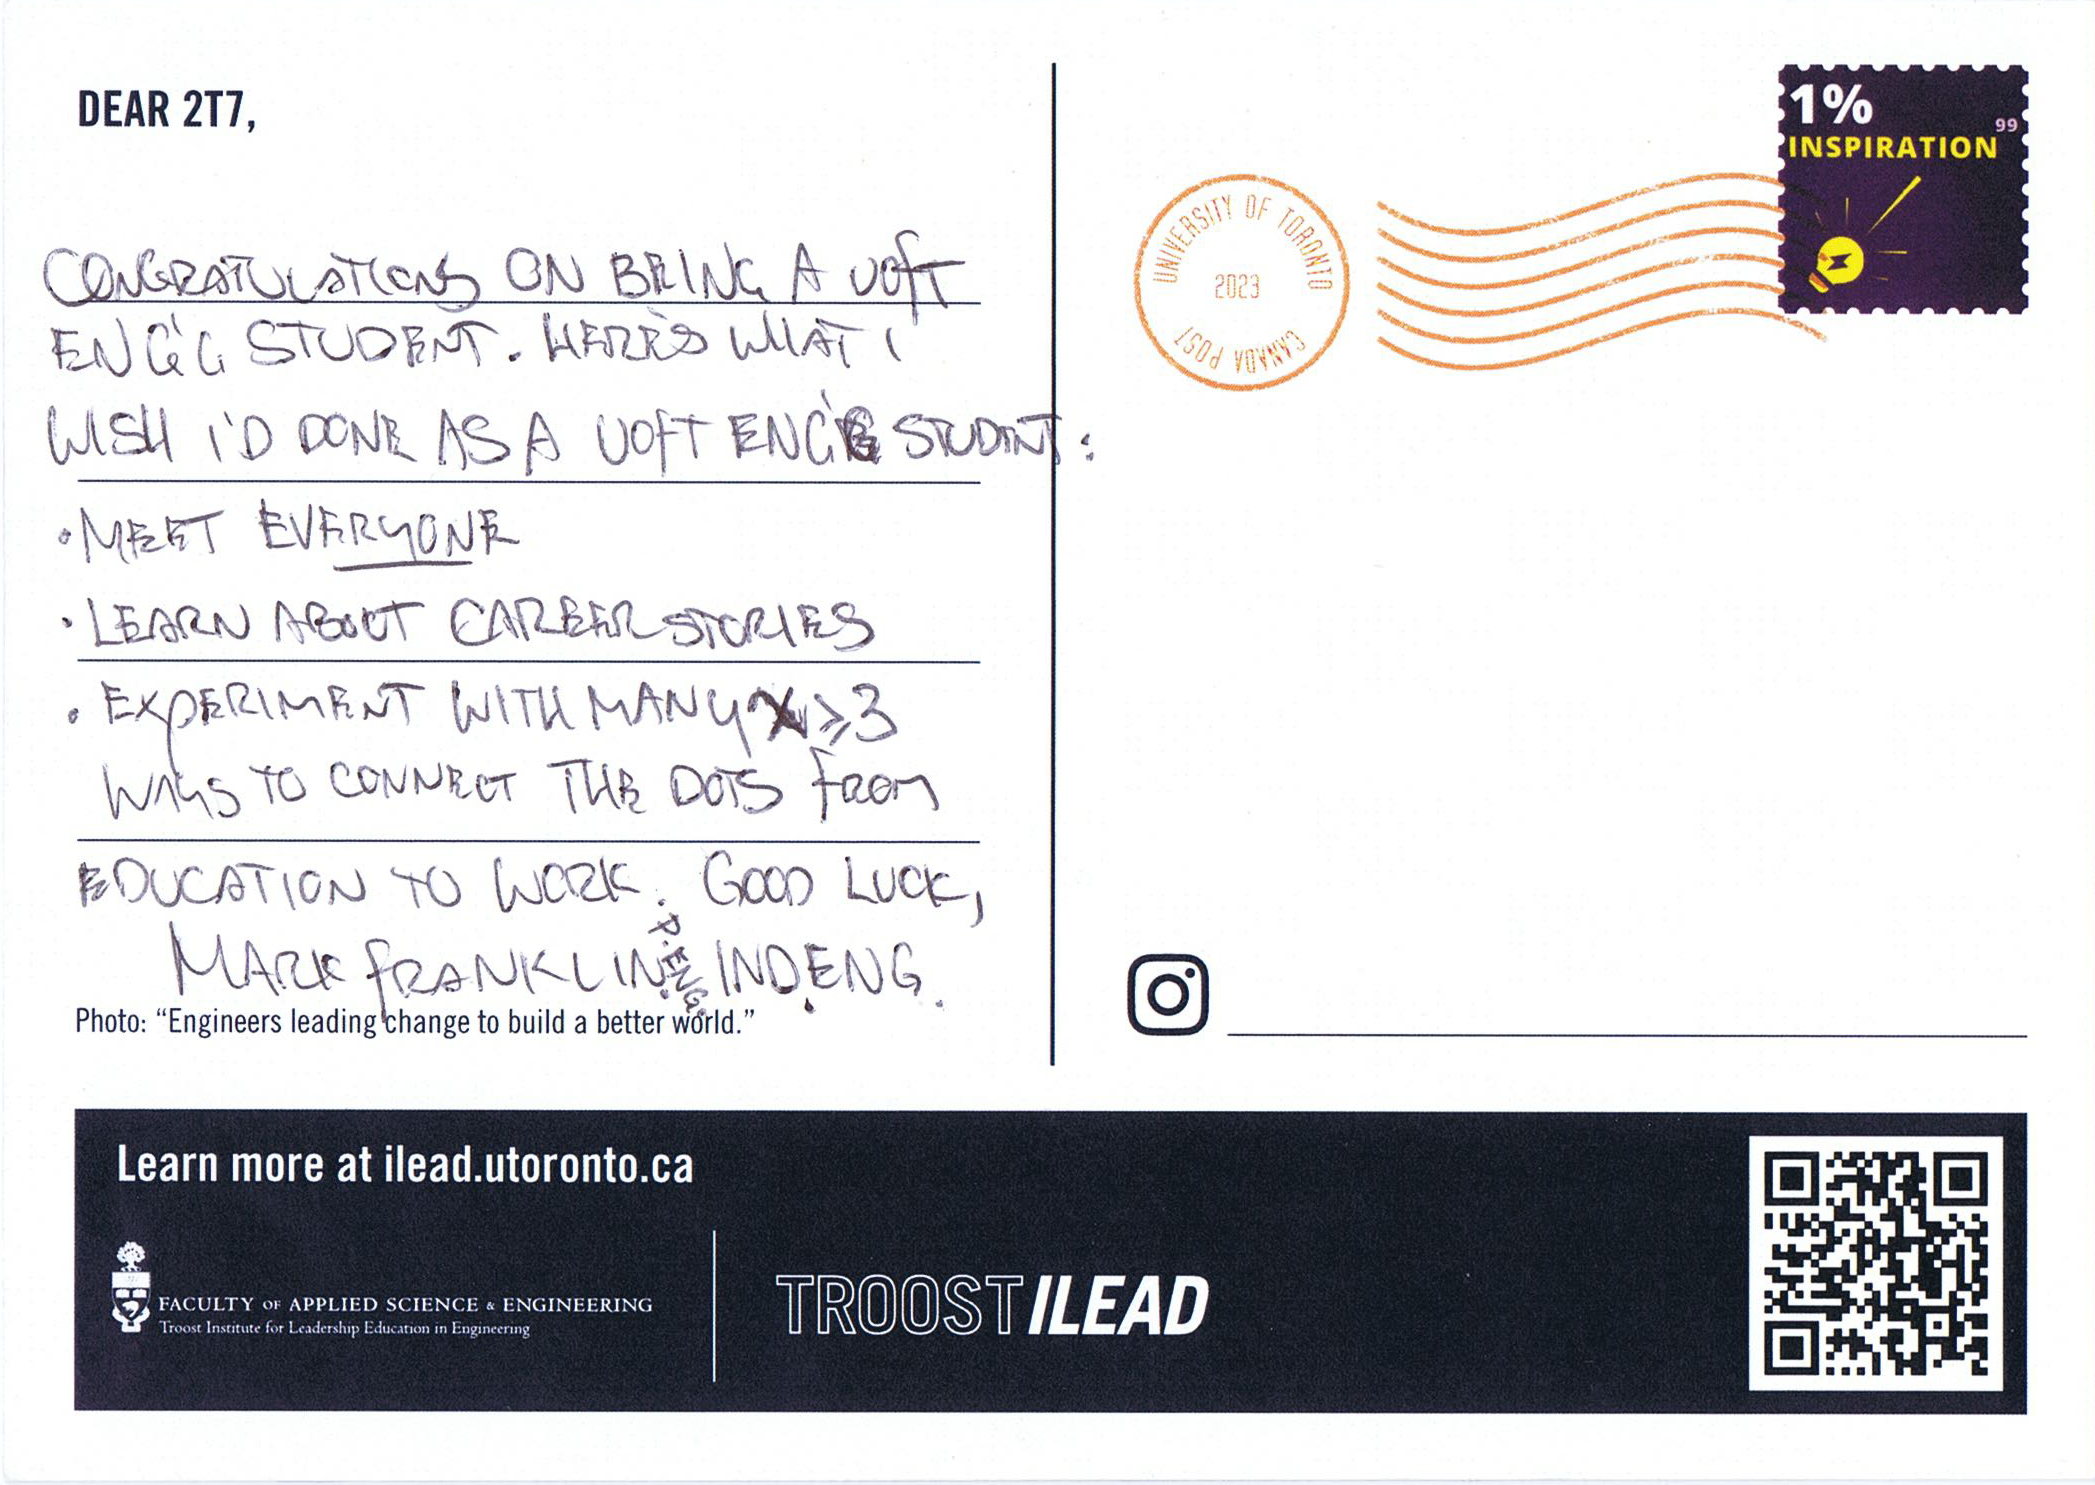 DEAR 2T7,
CONGRATULATIONS ON BEING A UOFT
ENG'G STUDENT. HERE'S WHAT I
WISH I'D DONE AS A UOFT ENG'G STUDENT:
• MEET EVERYONE
• LEARN ABOUT CAREER STORIES
• EXPERIMENT WITH MANY ≥3
WAYS TO CONNECT THE DOTS FROM
EDUCATION TO WORK. GOOD LUCK,
MARK FRANKLIN, P.ENG. IND.ENG.
Photo: “Engineers leading change to build a better world.”
1%
99
INSPIRATION
UNIVERSITY OF TORONTO
2023
CANADA POST
Learn more at ilead.utoronto.ca
FACULTY OF APPLIED SCIENCE & ENGINEERING
Troost Institute for Leadership Education in Engineering
TROOST ILEAD